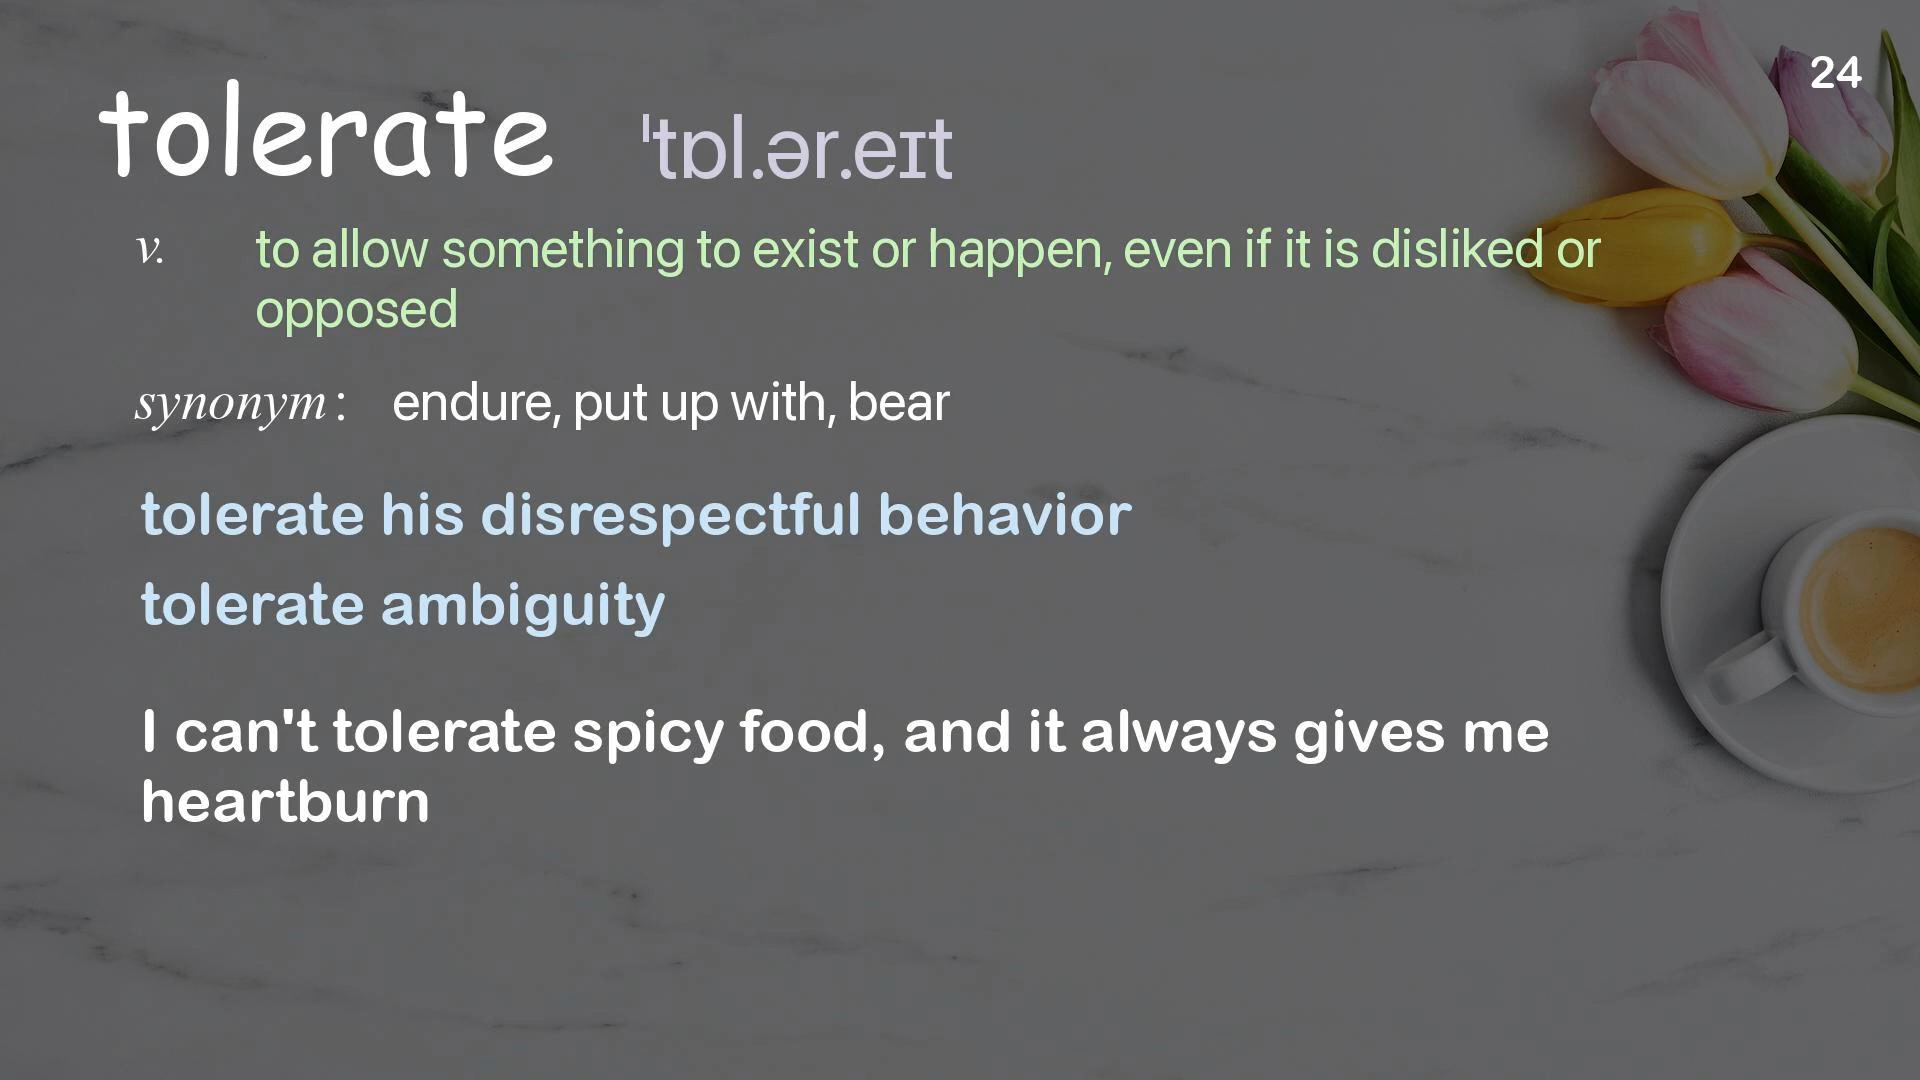 24
tolerate ˈtɒl.ər.eɪt
v. to allow something to exist or happen, even if it is disliked or
opposed
synonym: endure, put up with, bear
tolerate his disrespectful behavior
tolerate ambiguity
I can't tolerate spicy food, and it always gives me
heartburn